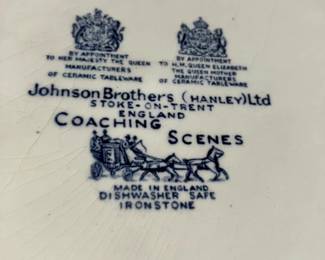 BY APPOINTMENT
TO HER MAJESTY THE QUEEN
MANUFACTURERS
OF CERAMIC TABLEWARE
BY APPOINTMENT
TO H.M. QUEEN ELIZABETH
THE QUEEN MOTHER
MANUFACTURERS
OF CERAMIC TABLEWARE
Johnson Brothers (HANLEY) Ltd
STOKE-ON-TRENT
ENGLAND
COACHING SCENES
MADE IN ENGLAND
DISHWASHER SAFE
IRONSTONE